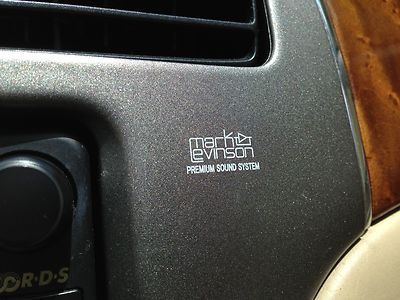 mark
Levinson
PREMIUM SOUND SYSTEM
R·D·S